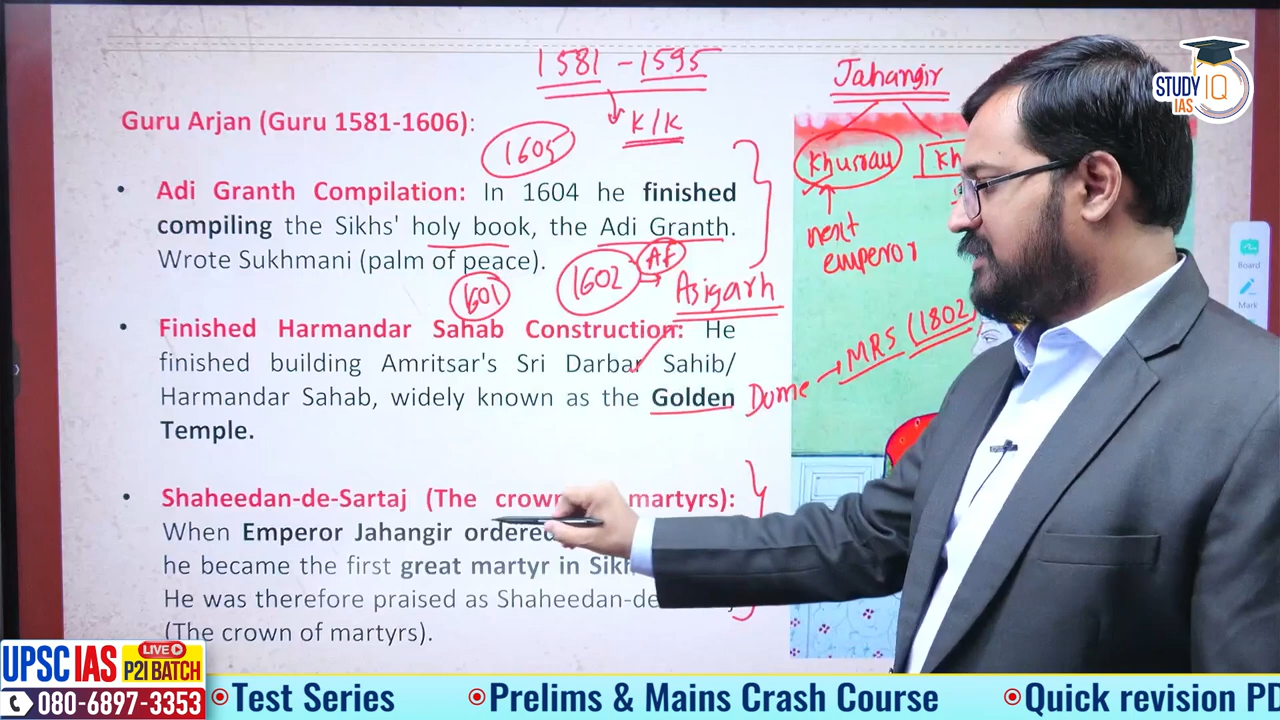 1581 - 1595
K/K
Jahangir
Khusrau
Kh
next
emperor
Guru Arjan (Guru 1581-1606):
1605
• Adi Granth Compilation: In 1604 he finished
compiling the Sikhs' holy book, the Adi Granth.
Wrote Sukhmani (palm of peace).
1601
1602
AF
Asigarh
• Finished Harmandar Sahab Construction: He
finished building Amritsar's Sri Darbar Sahib/
Harmandar Sahab, widely known as the Golden
Temple.
Dome → MRS (1802)
• Shaheedan-de-Sartaj (The crown martyrs):
When Emperor Jahangir ordered
he became the first great martyr in Sikh
He was therefore praised as Shaheedan-de
(The crown of martyrs).
STUDY IQ
IAS
Board
Mark
UPSC IAS LIVE
P2I BATCH
080-6897-3353
Test Series Prelims & Mains Crash Course Quick revision PD